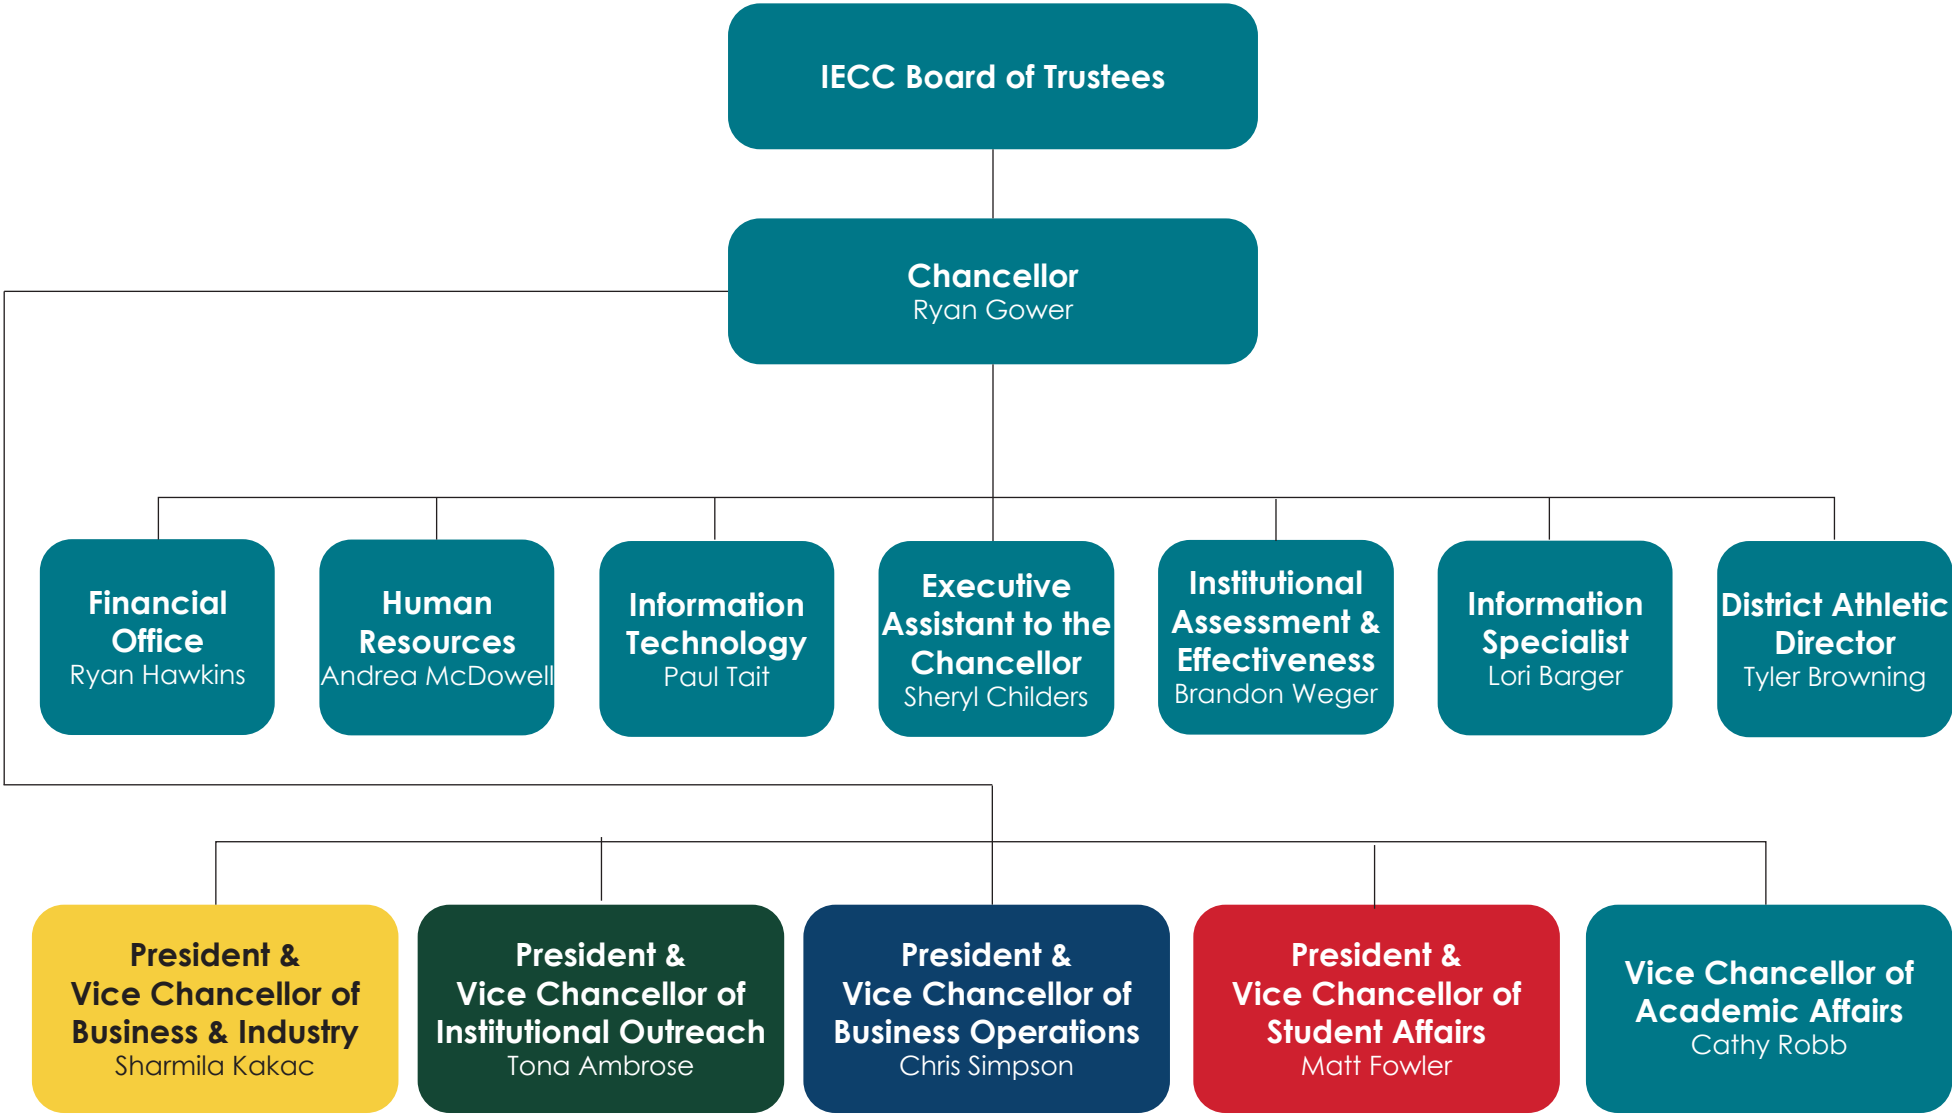 IECC Board of Trustees
Chancellor
Ryan Gower
Financial
Office
Ryan Hawkins
Human
Resources
Andrea McDowell
Information
Technology
Paul Tait
Executive
Assistant to the
Chancellor
Sheryl Childers
Institutional
Assessment &
Effectiveness
Brandon Weger
Information
Specialist
Lori Barger
District Athletic
Director
Tyler Browning
President &
Vice Chancellor of
Business & Industry
Sharmila Kakac
President &
Vice Chancellor of
Institutional Outreach
Tona Ambrose
President &
Vice Chancellor of
Business Operations
Chris Simpson
President &
Vice Chancellor of
Student Affairs
Matt Fowler
Vice Chancellor of
Academic Affairs
Cathy Robb